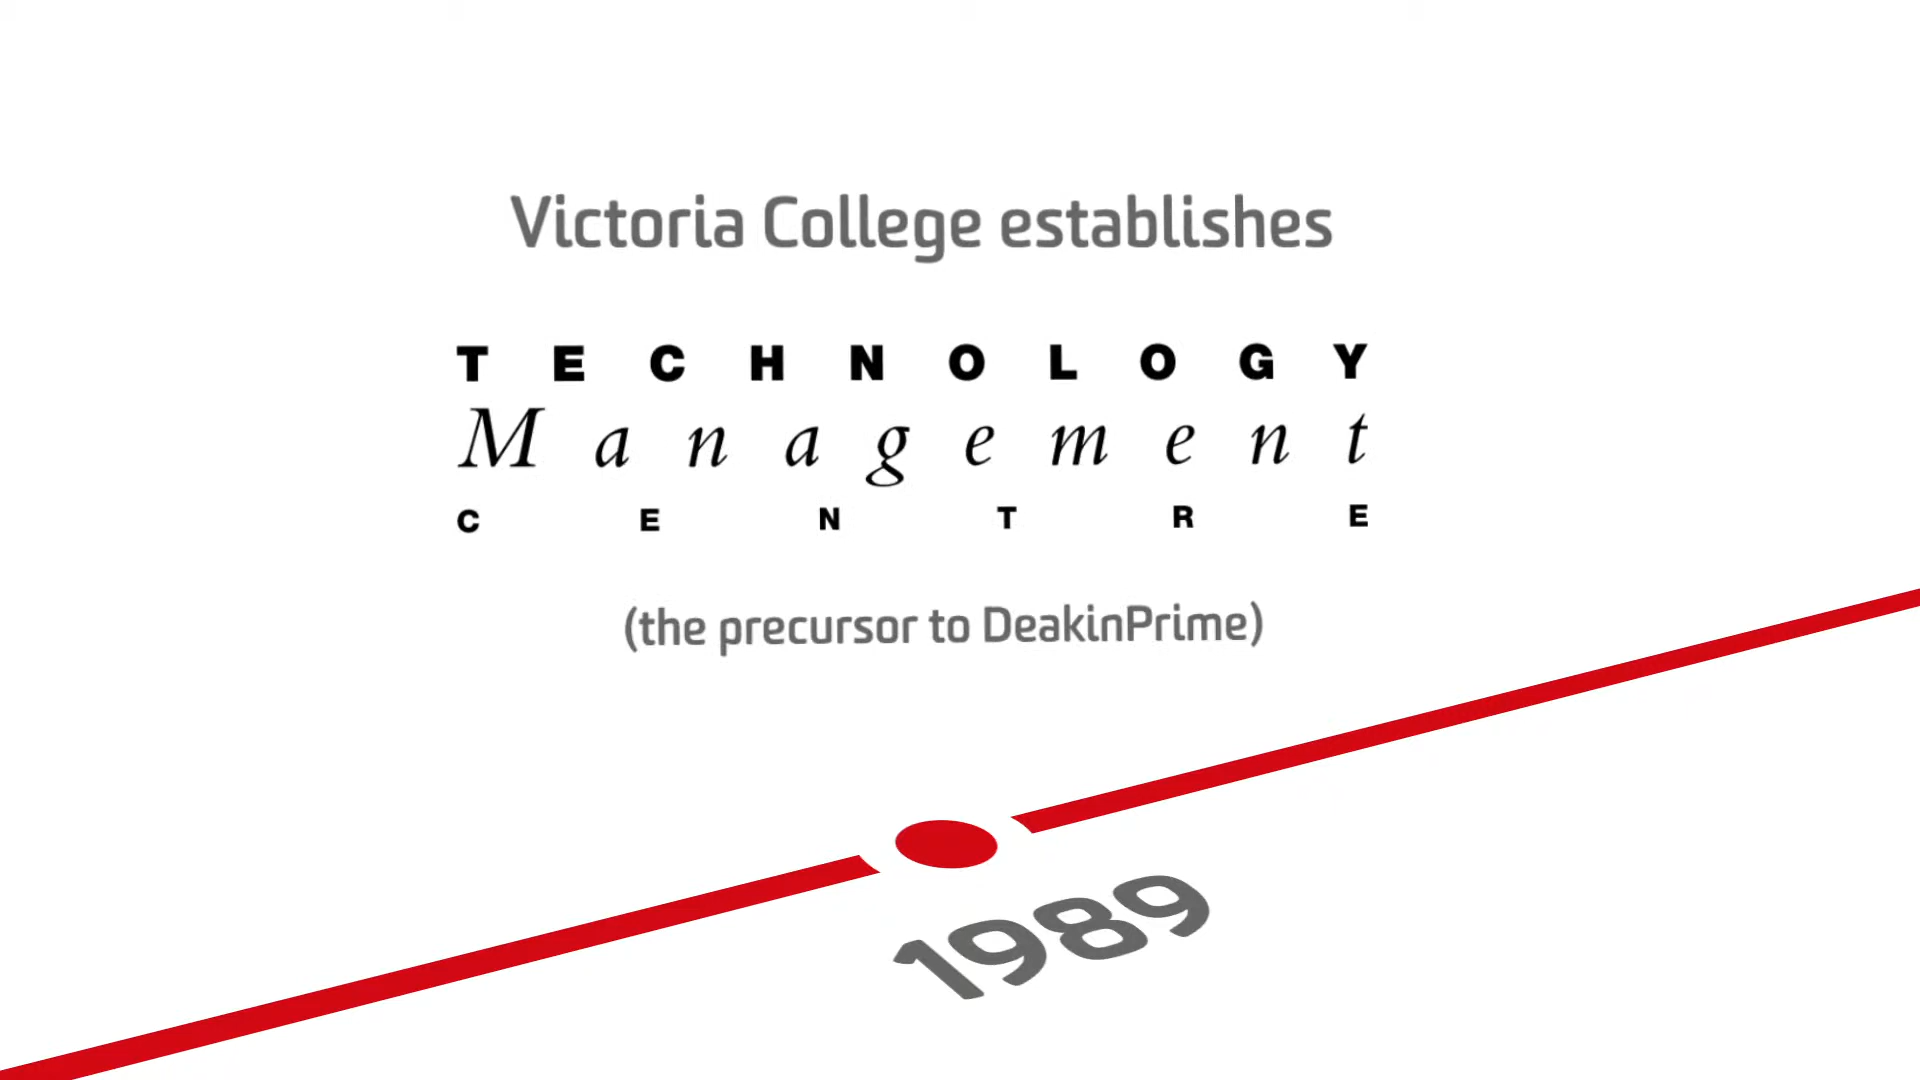 Victoria College establishes
TECHNOLOGY
Management
CENTRE
(the precursor to DeakinPrime)
1989